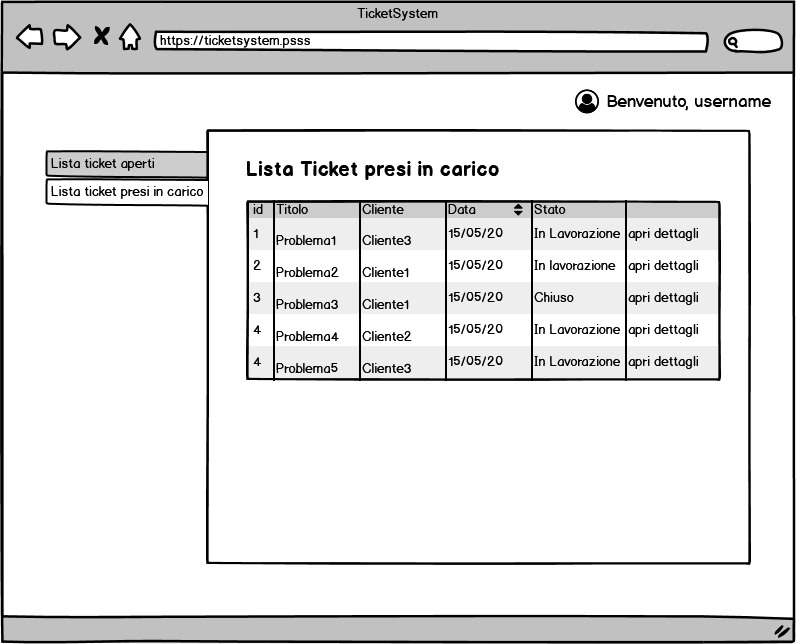 TicketSystem
https://ticketsystem.psss
Benvenuto, username
Lista ticket aperti
Lista ticket presi in carico
Lista Ticket presi in carico
id Titolo Cliente Data Stato
1 Problema1 Cliente3 15/05/20 In Lavorazione apri dettagli
2 Problema2 Cliente1 15/05/20 In lavorazione apri dettagli
3 Problema3 Cliente1 15/05/20 Chiuso apri dettagli
4 Problema4 Cliente2 15/05/20 In Lavorazione apri dettagli
4 Problema5 Cliente3 15/05/20 In Lavorazione apri dettagli